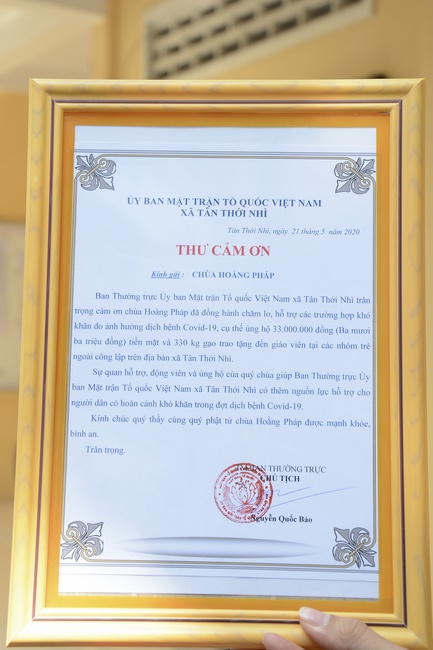 ỦY BAN MẶT TRẬN TỔ QUỐC VIỆT NAM
XÃ TÂN THỚI NHÌ
Tân Thới Nhì, ngày 21 tháng 5 năm 2020
THƯ CẢM ƠN
Kính gửi : CHÙA HOẰNG PHÁP
Ban Thường trực Ủy ban Mặt trận Tổ quốc Việt Nam xã Tân Thới Nhì trân
trọng cảm ơn chùa Hoằng Pháp đã đồng hành chăm lo, hỗ trợ các trường hợp khó
khăn do ảnh hưởng dịch bệnh Covid-19, cụ thể ủng hộ 33.000.000 đồng (Ba mươi
ba triệu đồng) tiền mặt và 330 kg gạo trao tặng đến giáo viên tại các nhóm trẻ
ngoài công lập trên địa bàn xã Tân Thới Nhì.
Sự quan hỗ trợ, động viên và ủng hộ của quý chùa giúp Ban Thường trực Ủy
ban Mặt trận Tổ quốc Việt Nam xã Tân Thới Nhì có thêm nguồn lực hỗ trợ cho
người dân có hoàn cảnh khó khăn trong đợt dịch bệnh Covid-19.
Kính chúc quý thầy cùng quý phật tử chùa Hoằng Pháp được mạnh khỏe,
bình an.
Trân trọng.
BAN THƯỜNG TRỰC
CHỦ TỊCH
Nguyễn Quốc Bảo